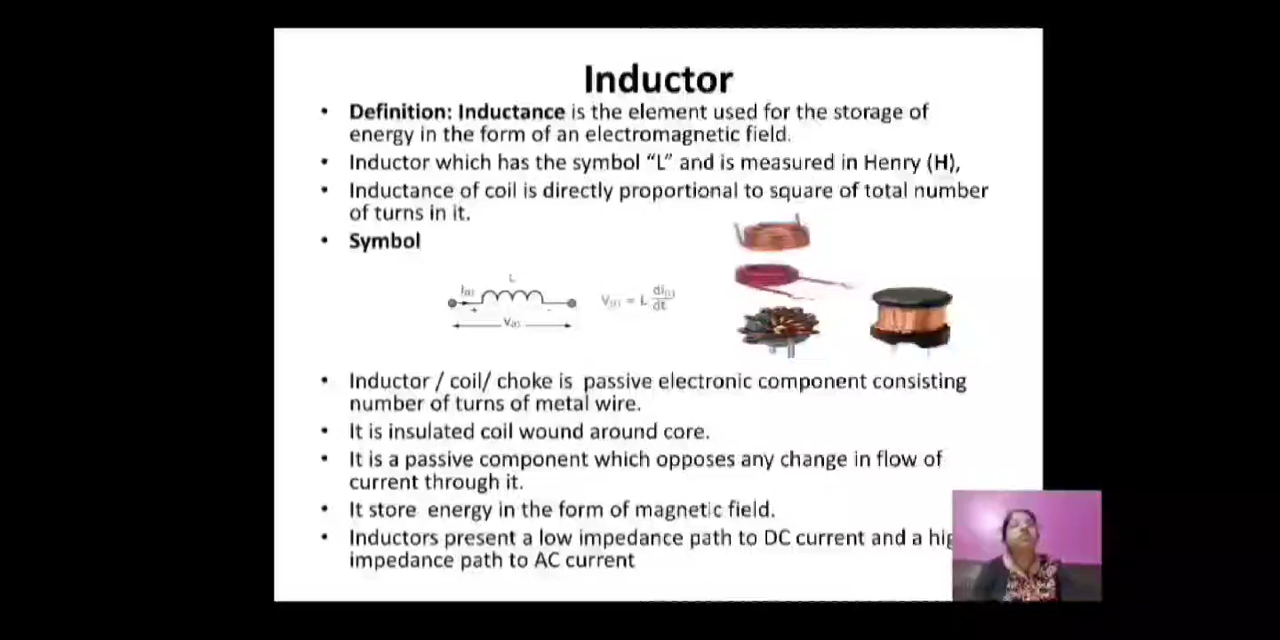 Inductor
• Definition: Inductance is the element used for the storage of
energy in the form of an electromagnetic field.
• Inductor which has the symbol “L” and is measured in Henry (H),
• Inductance of coil is directly proportional to square of total number
of turns in it.
• Symbol
L
I(t)
+ -
V(t)
V(t) = L di(t)/dt
• Inductor / coil/ choke is passive electronic component consisting
number of turns of metal wire.
• It is insulated coil wound around core.
• It is a passive component which opposes any change in flow of
current through it.
• It store energy in the form of magnetic field.
• Inductors present a low impedance path to DC current and a hig
impedance path to AC current